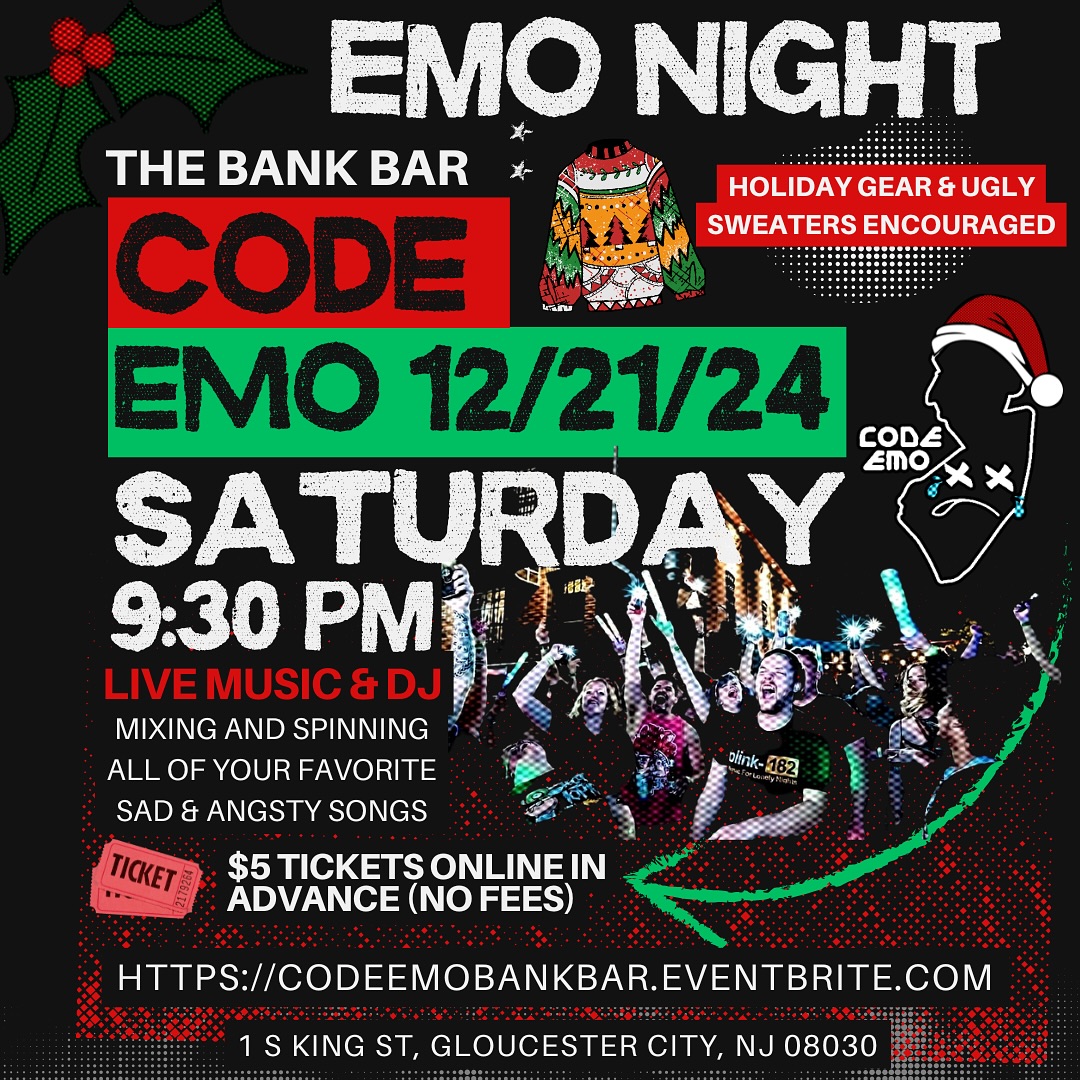 EMO NIGHT
THE BANK BAR
HOLIDAY GEAR & UGLY
SWEATERS ENCOURAGED
CODE
EMO 12/21/24
CODE
EMO
SATURDAY
9:30 PM
LIVE MUSIC & DJ
MIXING AND SPINNING
ALL OF YOUR FAVORITE
SAD & ANGSTY SONGS
blink-182
TICKET
2179264
$5 TICKETS ONLINE IN
ADVANCE (NO FEES)
HTTPS://CODEEMOBANKBAR.EVENTBRITE.COM
1 S KING ST, GLOUCESTER CITY, NJ 08030